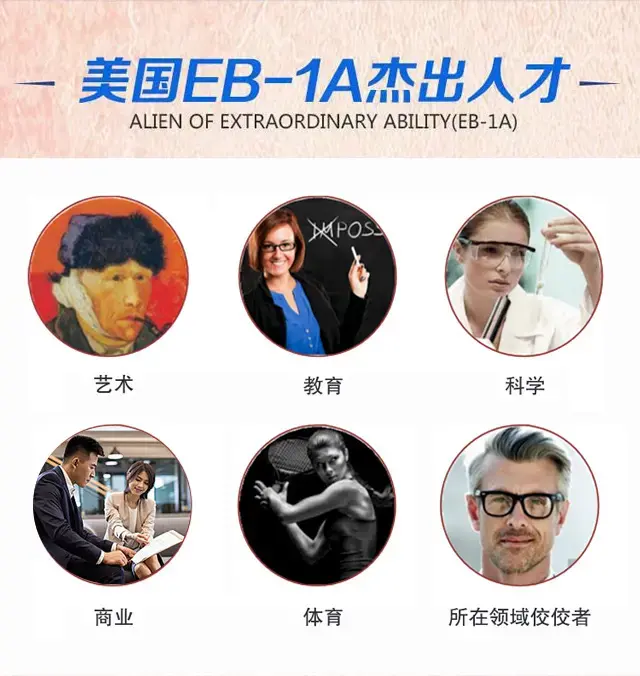 美国EB-1A杰出人才
ALIEN OF EXTRAORDINARY ABILITY(EB-1A)
IMPOSS
艺术
教育
科学
商业
体育
所在领域佼佼者